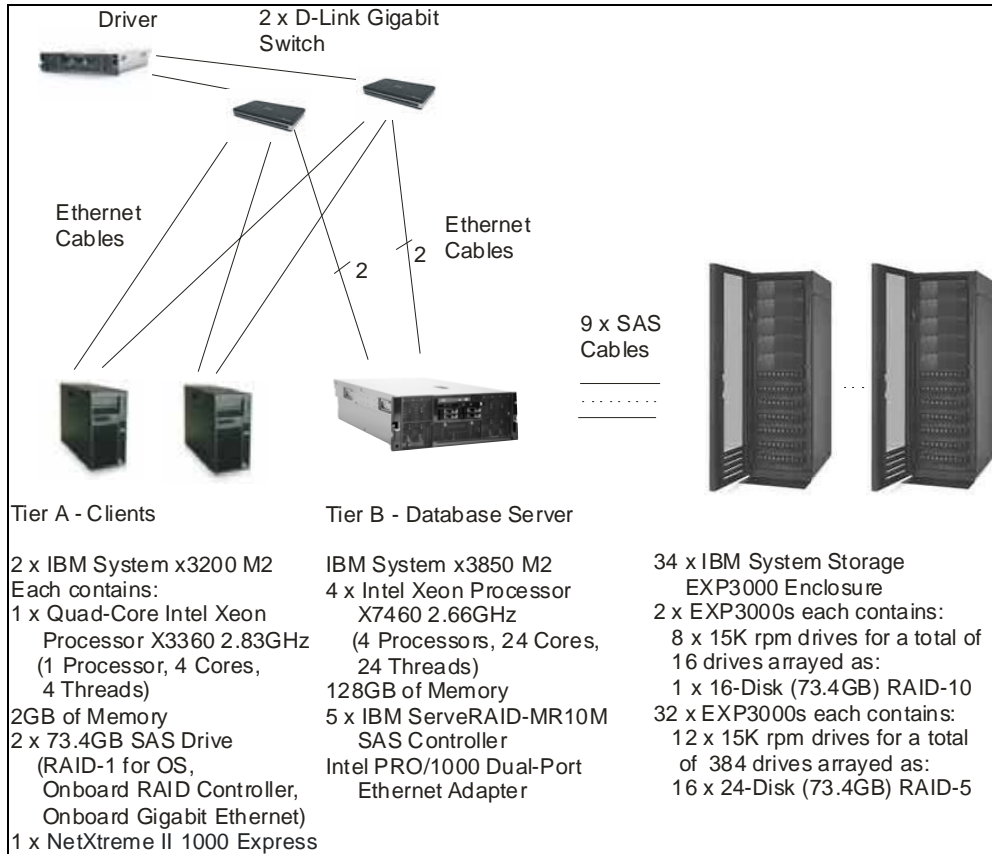 Driver
2 x D-Link Gigabit
Switch
Ethernet
Cables
Ethernet
Cables
2
2
9 x SAS
Cables
Tier A - Clients
2 x IBM System x3200 M2
Each contains:
1 x Quad-Core Intel Xeon
Processor X3360 2.83GHz
(1 Processor, 4 Cores,
4 Threads)
2GB of Memory
2 x 73.4GB SAS Drive
(RAID-1 for OS,
Onboard RAID Controller,
Onboard Gigabit Ethernet)
1 x NetXtreme II 1000 Express
Tier B - Database Server
IBM System x3850 M2
4 x Intel Xeon Processor
X7460 2.66GHz
(4 Processors, 24 Cores,
24 Threads)
128GB of Memory
5 x IBM ServeRAID-MR10M
SAS Controller
Intel PRO/1000 Dual-Port
Ethernet Adapter
34 x IBM System Storage
EXP3000 Enclosure
2 x EXP3000s each contains:
8 x 15K rpm drives for a total of
16 drives arrayed as:
1 x 16-Disk (73.4GB) RAID-10
32 x EXP3000s each contains:
12 x 15K rpm drives for a total
of 384 drives arrayed as:
16 x 24-Disk (73.4GB) RAID-5